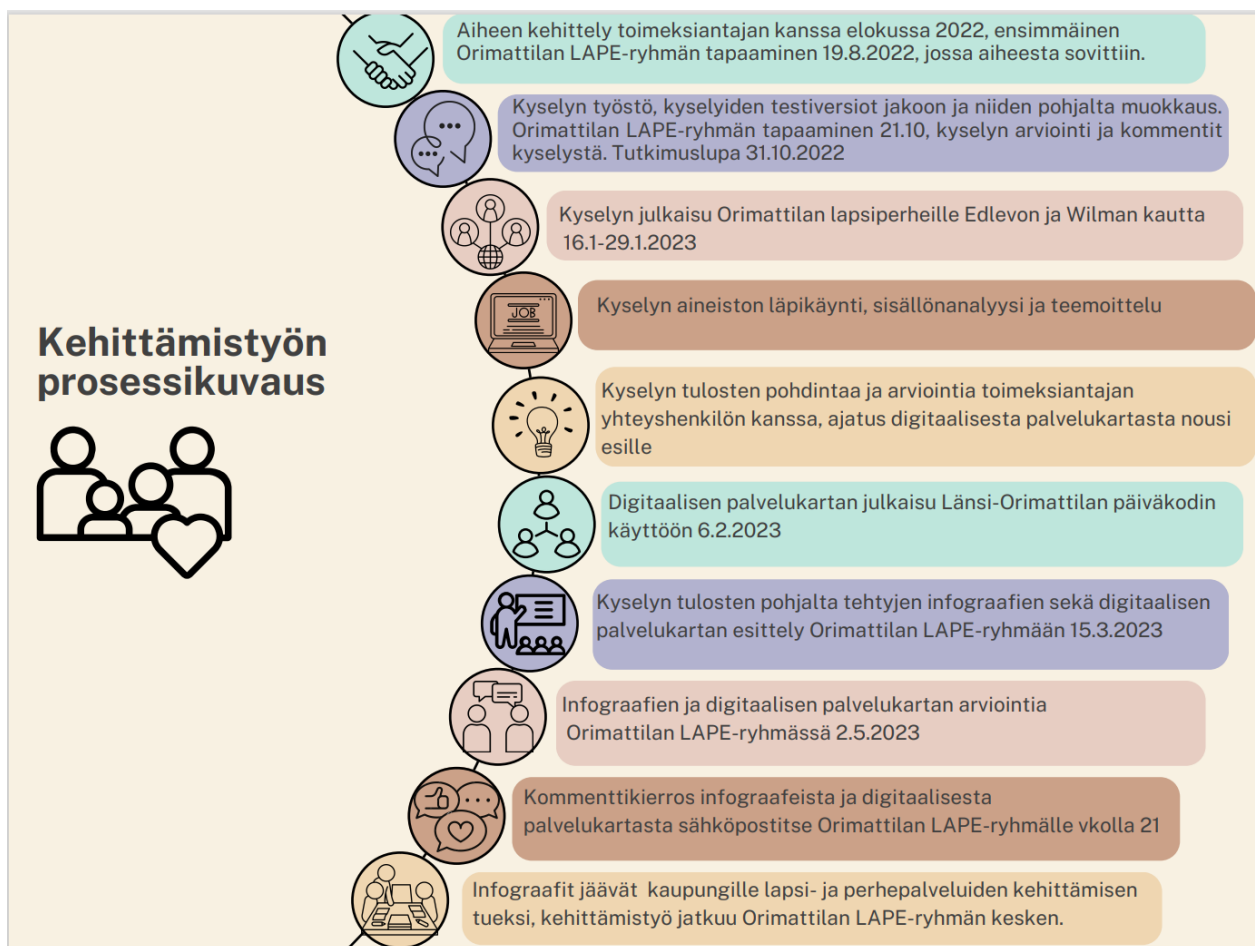 Aiheen kehittely toimeksiantajan kanssa elokussa 2022, ensimmäinen
Orimattilan LAPE-ryhmän tapaaminen 19.8.2022, jossa aiheesta sovittiin.
Kyselyn työstö, kyselyiden testiversiot jakoon ja niiden pohjalta muokkaus.
Orimattilan LAPE-ryhmän tapaaminen 21.10, kyselyn arviointi ja kommentit
kyselystä. Tutkimuslupa 31.10.2022
Kyselyn julkaisu Orimattilan lapsiperheille Edlevon ja Wilman kautta
16.1-29.1.2023
JOB
Kyselyn aineiston läpikäynti, sisällönanalyysi ja teemoittelu
Kehittämistyön
prosessikuvaus
Kyselyn tulosten pohdintaa ja arviointia toimeksiantajan
yhteyshenkilön kanssa, ajatus digitaalisesta palvelukartasta nousi
esille
Digitaalisen palvelukartan julkaisu Länsi-Orimattilan päiväkodin
käyttöön 6.2.2023
Kyselyn tulosten pohjalta tehtyjen infograafien sekä digitaalisen
palvelukartan esittely Orimattilan LAPE-ryhmään 15.3.2023
Infograafien ja digitaalisen palvelukartan arviointia
Orimattilan LAPE-ryhmässä 2.5.2023
Kommenttikierros infograafeista ja digitaalisesta
palvelukartasta sähköpostitse Orimattilan LAPE-ryhmälle vkolla 21
Infograafit jäävät kaupungille lapsi- ja perhepalveluiden kehittämisen
tueksi, kehittämistyö jatkuu Orimattilan LAPE-ryhmän kesken.